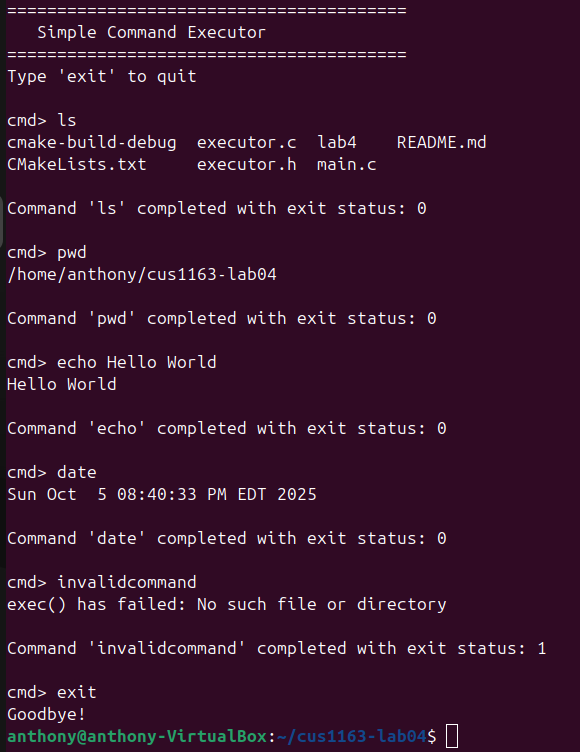 ========================================
   Simple Command Executor
========================================
Type 'exit' to quit

cmd> ls
cmake-build-debug  executor.c  lab4    README.md
CMakeLists.txt     executor.h  main.c

Command 'ls' completed with exit status: 0

cmd> pwd
/home/anthony/cus1163-lab04

Command 'pwd' completed with exit status: 0

cmd> echo Hello World
Hello World

Command 'echo' completed with exit status: 0

cmd> date
Sun Oct  5 08:40:33 PM EDT 2025

Command 'date' completed with exit status: 0

cmd> invalidcommand
exec() has failed: No such file or directory

Command 'invalidcommand' completed with exit status: 1

cmd> exit
Goodbye!
anthony@anthony-VirtualBox:~/cus1163-lab04$